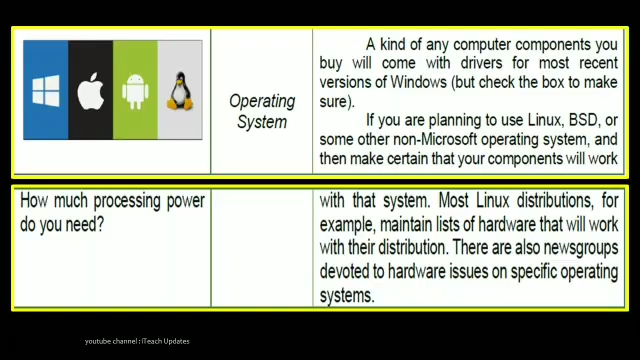 A kind of any computer components you
buy will come with drivers for most recent
versions of Windows (but check the box to make
sure).
Operating
System
If you are planning to use Linux, BSD, or
some other non-Microsoft operating system, and
then make certain that your components will work
How much processing power
do you need?
with that system. Most Linux distributions, for
example, maintain lists of hardware that will work
with their distribution. There are also newsgroups
devoted to hardware issues on specific operating
systems.
youtube channel : iTeach Updates